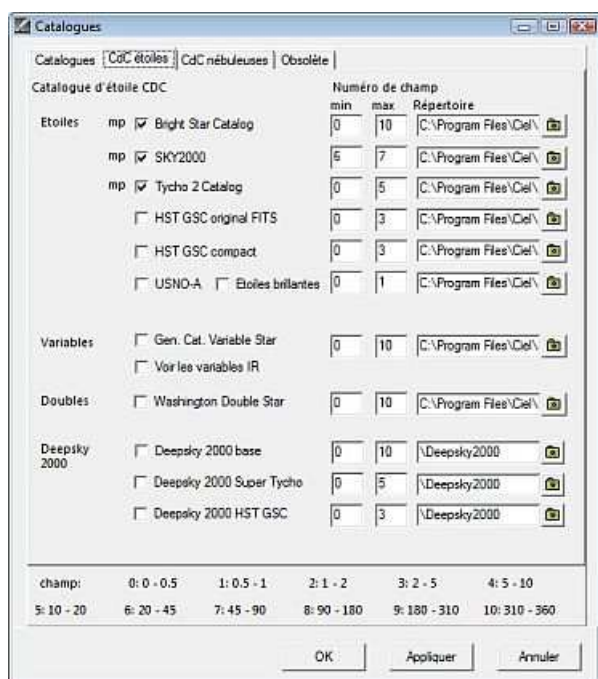 Catalogues
Catalogues CdC étoiles CdC nébuleuses Obsolète
Catalogue d'étoile CDC Numéro de champ
min max Répertoire
Etoiles mp Bright Star Catalog 0 10 C:\Program Files\Ciel\
mp SKY2000 6 7 C:\Program Files\Ciel\
mp Tycho 2 Catalog 0 5 C:\Program Files\Ciel\
HST GSC original FITS 0 3 C:\Program Files\Ciel\
HST GSC compact 0 3 C:\Program Files\Ciel\
USNO-A Etoiles brillantes 0 1 C:\Program Files\Ciel\
Variables Gen. Cat. Variable Star 0 10 C:\Program Files\Ciel\
Voir les variables IR
Doubles Washington Double Star 0 10 C:\Program Files\Ciel\
Deepsky 2000 Deepsky 2000 base 0 10 \Deepsky2000
Deepsky 2000 Super Tycho 0 5 \Deepsky2000
Deepsky 2000 HST GSC 0 3 \Deepsky2000
champ: 0: 0 - 0.5 1: 0.5 - 1 2: 1 - 2 3: 2 - 5 4: 5 - 10
5: 10 - 20 6: 20 - 45 7: 45 - 90 8: 90 - 180 9: 180 - 310 10: 310 - 360
OK Appliquer Annuler